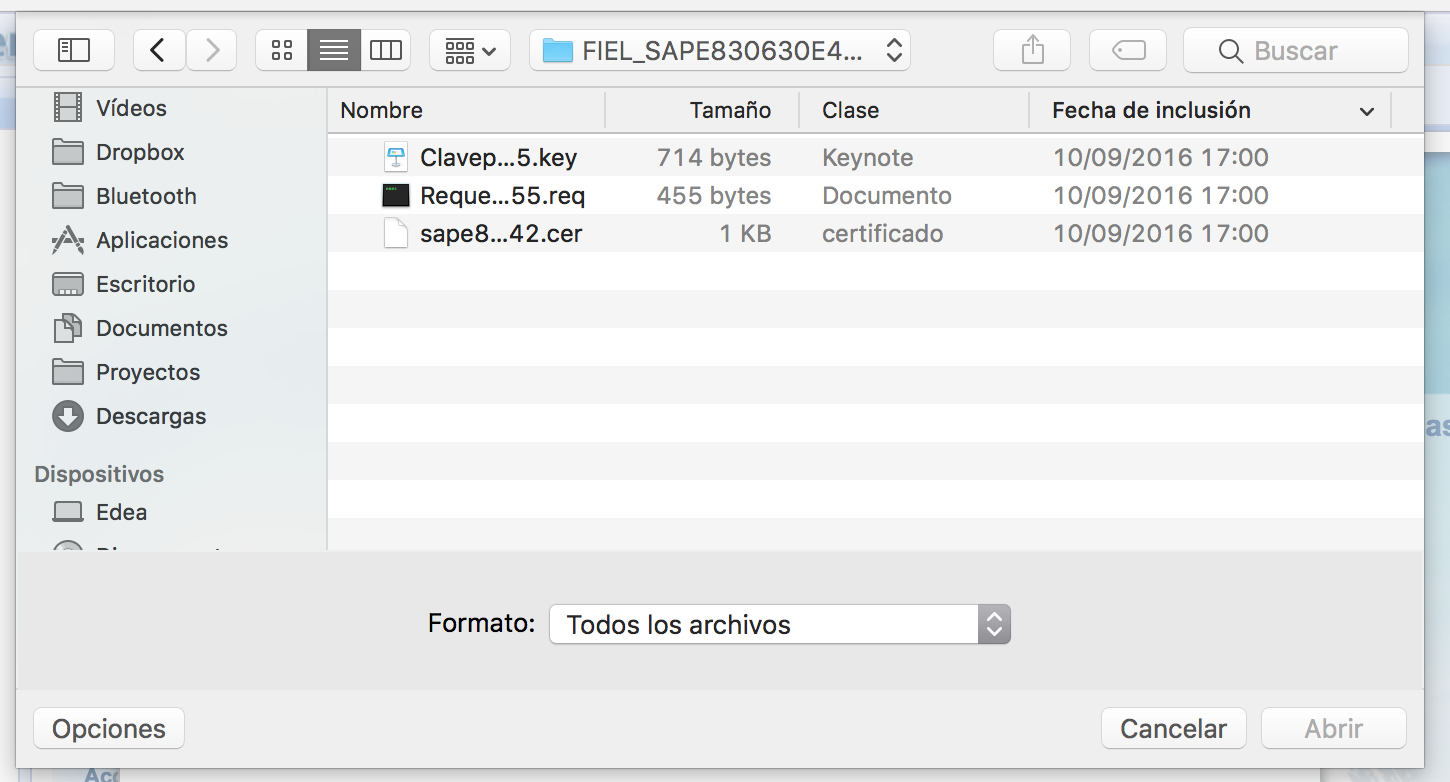 FIEL_SAPE830630E4...
Buscar
Vídeos
Dropbox
Bluetooth
Aplicaciones
Escritorio
Documentos
Proyectos
Descargas
Dispositivos
Edea
Nombre Tamaño Clase Fecha de inclusión
Clavep...5.key 714 bytes Keynote 10/09/2016 17:00
Reque...55.req 455 bytes Documento 10/09/2016 17:00
sape8...42.cer 1 KB certificado 10/09/2016 17:00
Formato: Todos los archivos
Opciones Cancelar Abrir